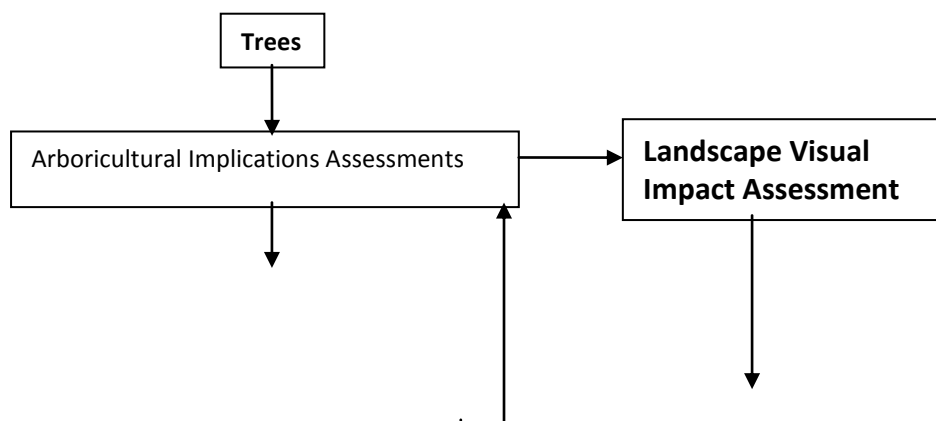 Trees
Arboricultural Implications Assessments
Landscape Visual
Impact Assessment